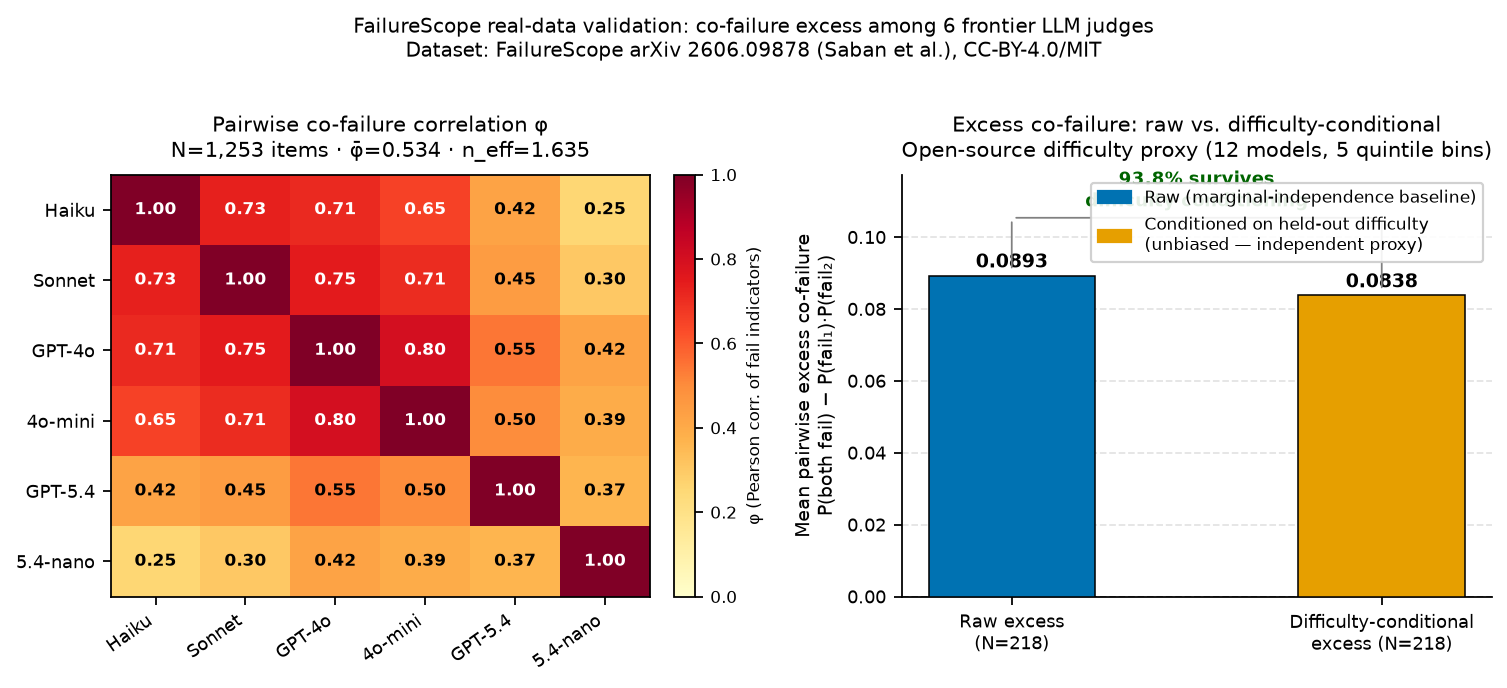 FailureScope real-data validation: co-failure excess among 6 frontier LLM judges
Dataset: FailureScope arXiv 2606.09878 (Saban et al.), CC-BY-4.0/MIT
Pairwise co-failure correlation φ
N=1,253 items · φ̄=0.534 · n_eff=1.635
Haiku 1.00 0.73 0.71 0.65 0.42 0.25
Sonnet 0.73 1.00 0.75 0.71 0.45 0.30
GPT-4o 0.71 0.75 1.00 0.80 0.55 0.42
4o-mini 0.65 0.71 0.80 1.00 0.50 0.39
GPT-5.4 0.42 0.45 0.55 0.50 1.00 0.37
5.4-nano 0.25 0.30 0.42 0.39 0.37 1.00
Haiku Sonnet GPT-4o 4o-mini GPT-5.4 5.4-nano
1.0
0.8
0.6
0.4
0.2
0.0
φ (Pearson corr. of fail indicators)
Excess co-failure: raw vs. difficulty-conditional
Open-source difficulty proxy (12 models, 5 quintile bins)
93.8% survives
Raw (marginal-independence baseline)
Conditioned on held-out difficulty
(unbiased — independent proxy)
Mean pairwise excess co-failure
P(both fail) − P(fail₁)·P(fail₂)
0.10
0.08
0.06
0.04
0.02
0.00
0.0893
0.0838
Raw excess
(N=218)
Difficulty-conditional
excess (N=218)